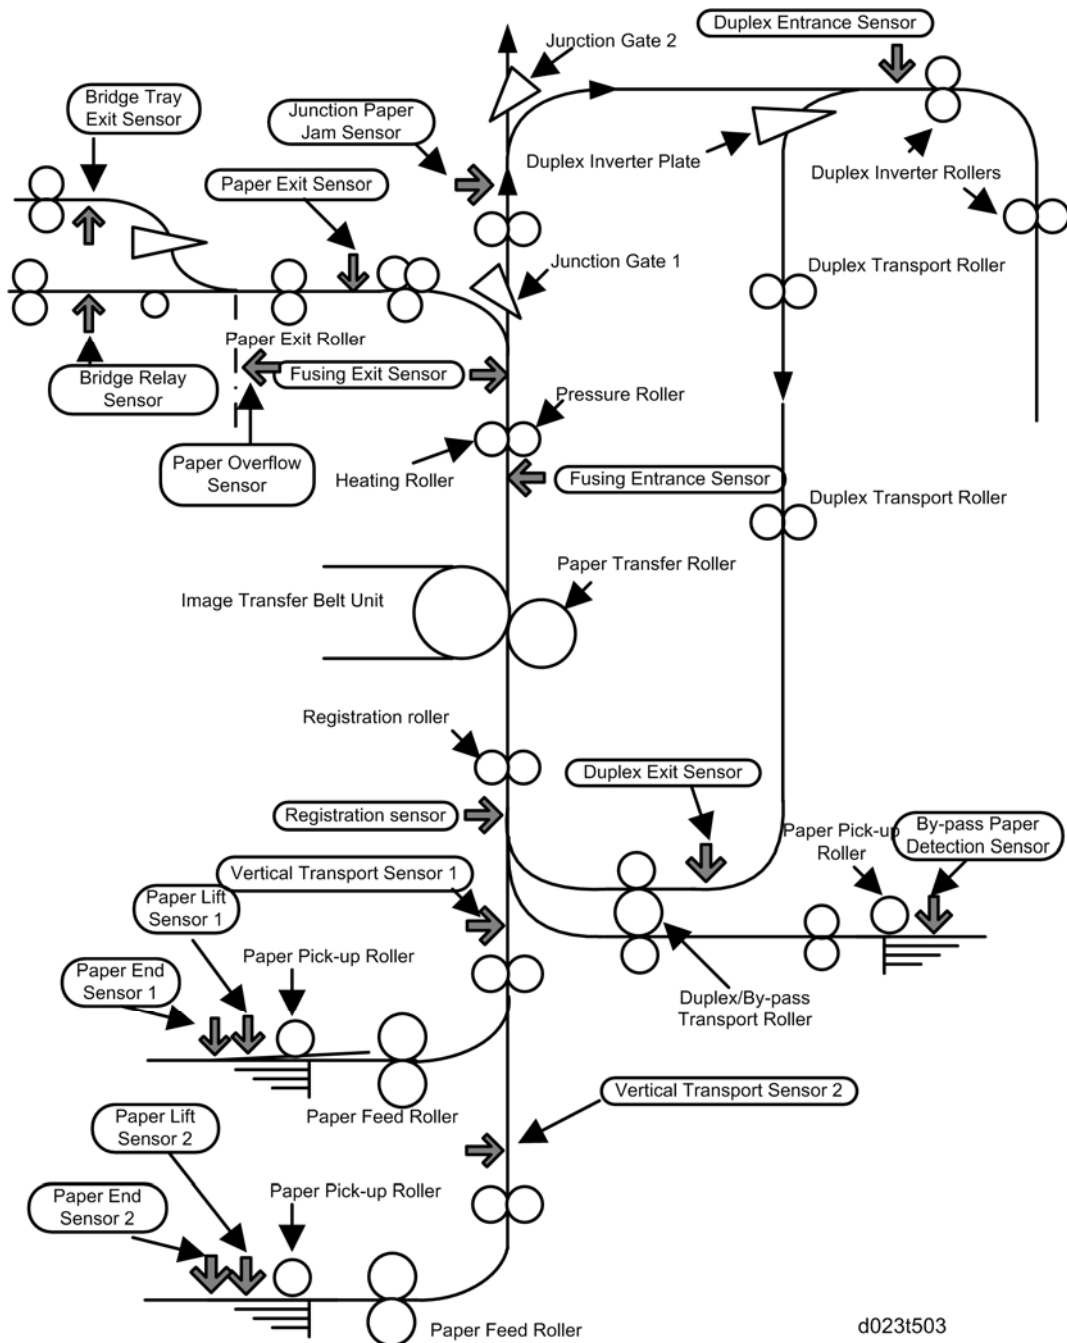 Duplex Entrance Sensor
Junction Gate 2
Bridge Tray
Exit Sensor
Junction Paper
Jam Sensor
Duplex Inverter Plate
Duplex Inverter Rollers
Paper Exit Sensor
Junction Gate 1
Duplex Transport Roller
Paper Exit Roller
Bridge Relay
Sensor
Fusing Exit Sensor
Pressure Roller
Paper Overflow
Sensor
Heating Roller
Fusing Entrance Sensor
Duplex Transport Roller
Paper Transfer Roller
Image Transfer Belt Unit
Registration roller
Duplex Exit Sensor
Registration sensor
Paper Pick-up
Roller
By-pass Paper
Detection Sensor
Vertical Transport Sensor 1
Paper Lift
Sensor 1
Paper Pick-up Roller
Paper End
Sensor 1
Duplex/By-pass
Transport Roller
Paper Feed Roller
Vertical Transport Sensor 2
Paper Lift
Sensor 2
Paper Pick-up Roller
Paper End
Sensor 2
Paper Feed Roller
d023t503